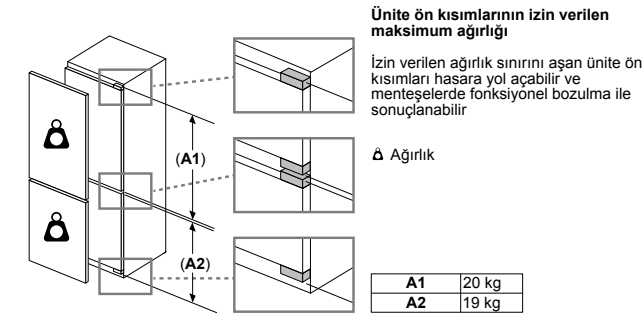 Ünite ön kısımlarının izin verilen
maksimum ağırlığı
İzin verilen ağırlık sınırını aşan ünite ön
kısımları hasara yol açabilir ve
menteşelerde fonksiyonel bozulma ile
sonuçlanabilir
Ağırlık
(A1)
(A2)
A1 20 kg
A2 19 kg